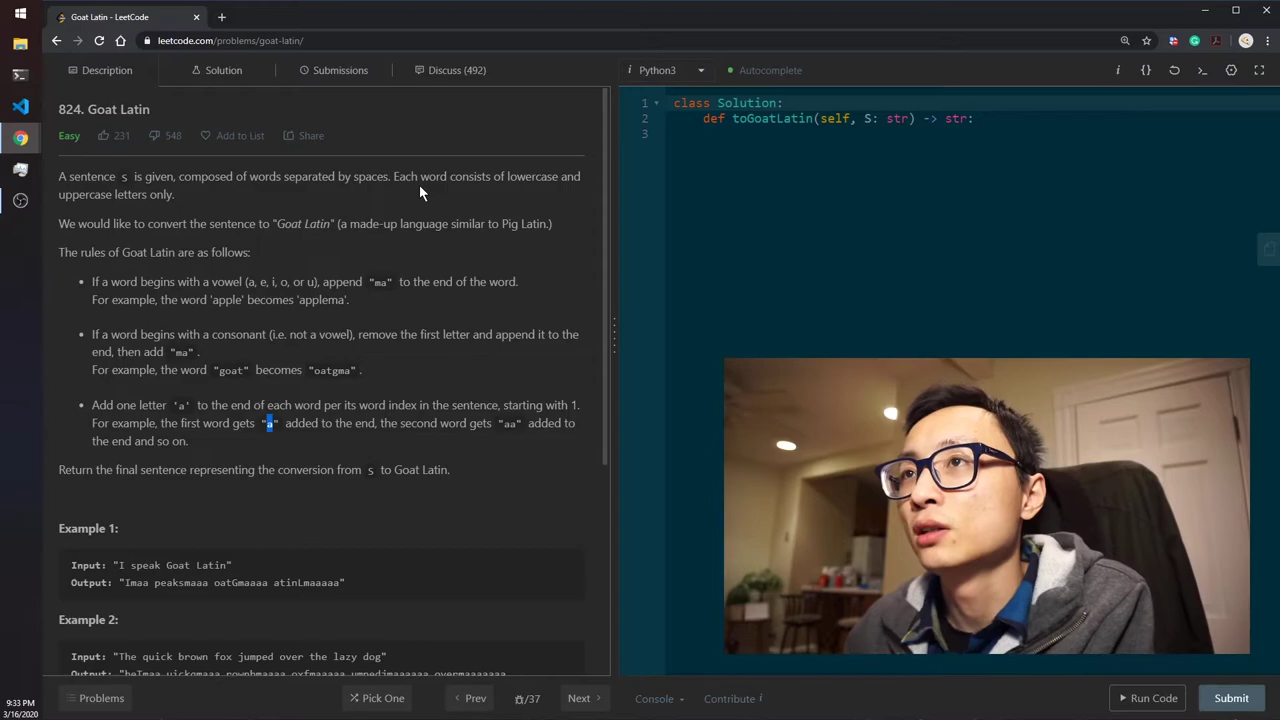 Goat Latin - LeetCode
leetcode.com/problems/goat-latin/
Description
Solution
Submissions
Discuss (492)
Python3
Autocomplete
824. Goat Latin
Easy
231
548
Add to List
Share
A sentence S is given, composed of words separated by spaces. Each word consists of lowercase and
uppercase letters only.
We would like to convert the sentence to "Goat Latin" (a made-up language similar to Pig Latin.)
The rules of Goat Latin are as follows:
• If a word begins with a vowel (a, e, i, o, or u), append "ma" to the end of the word.
For example, the word 'apple' becomes 'applema'.
• If a word begins with a consonant (i.e. not a vowel), remove the first letter and append it to the
end, then add "ma".
For example, the word "goat" becomes "oatgma".
• Add one letter 'a' to the end of each word per its word index in the sentence, starting with 1.
For example, the first word gets "a" added to the end, the second word gets "aa" added to
the end and so on.
Return the final sentence representing the conversion from S to Goat Latin.
Example 1:
Input: "I speak Goat Latin"
Output: "Imaa peaksmaaa oatGmaaaa atinLmaaaaa"
Example 2:
Input: "The quick brown fox jumped over the lazy dog"
1 class Solution:
2 def toGoatLatin(self, S: str) -> str:
3
Problems
Pick One
Prev
/37
Next
Console
Contribute i
Run Code
Submit
9:33 PM
3/16/2020